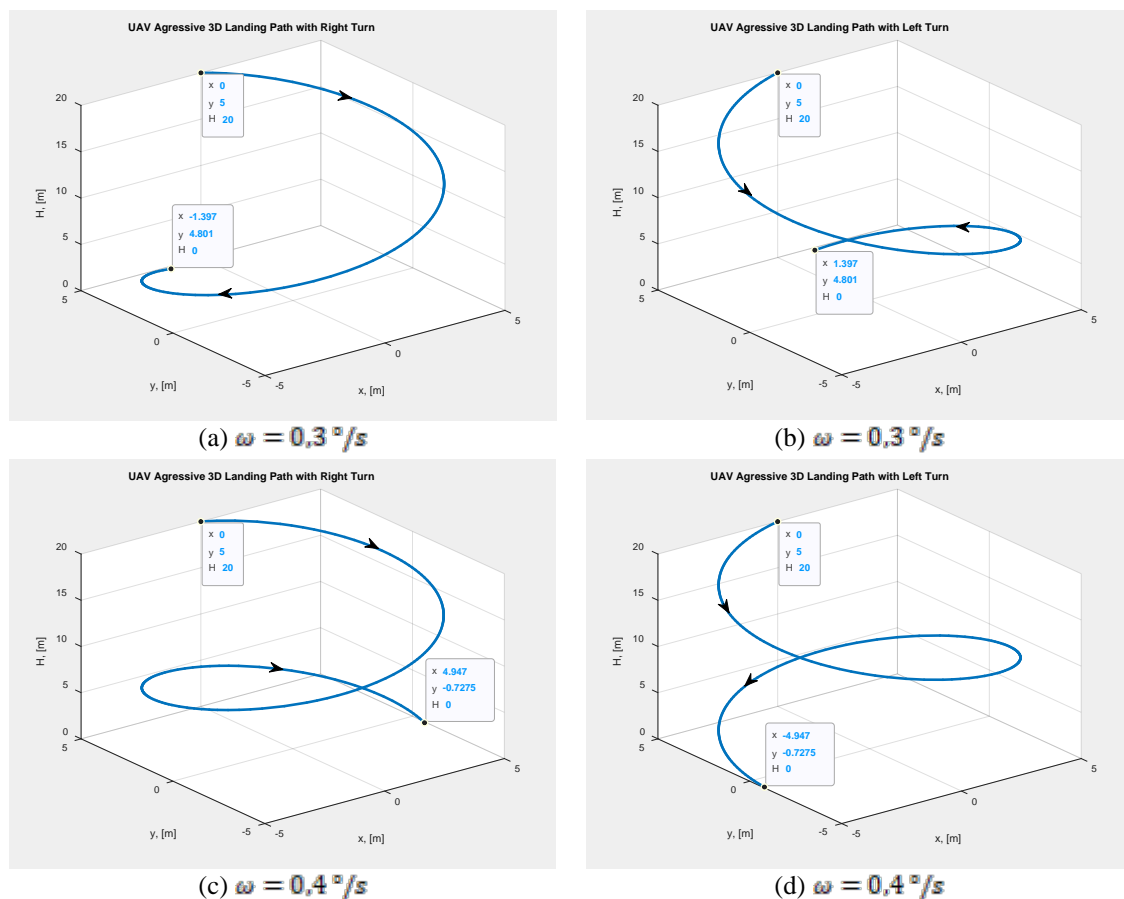 UAV Agressive 3D Landing Path with Right Turn
x 0
y 5
H 20
x -1.397
y 4.801
H 0
20
15
10
5
0
H, [m]
5
0
-5
y, [m]
-5
0
5
x, [m]
(a) ω = 0,3 °/s
UAV Agressive 3D Landing Path with Left Turn
x 0
y 5
H 20
x 1.397
y 4.801
H 0
20
15
10
5
0
H, [m]
5
0
-5
y, [m]
-5
0
5
x, [m]
(b) ω = 0,3 °/s
UAV Agressive 3D Landing Path with Right Turn
x 0
y 5
H 20
x 4.947
y -0.7275
H 0
20
15
10
5
0
H, [m]
5
0
-5
y, [m]
-5
0
5
x, [m]
(c) ω = 0,4 °/s
UAV Agressive 3D Landing Path with Left Turn
x 0
y 5
H 20
x -4.947
y -0.7275
H 0
20
15
10
5
0
H, [m]
5
0
-5
y, [m]
-5
0
5
x, [m]
(d) ω = 0,4 °/s